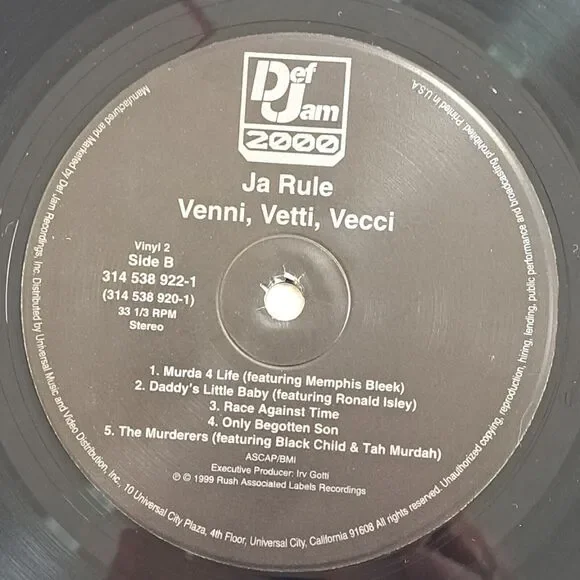 Def
Jam
2000
Ja Rule
Venni, Vetti, Vecci
Vinyl 2
Side B
314 538 922-1
(314 538 920-1)
33 1/3 RPM
Stereo
1. Murda 4 Life (featuring Memphis Bleek)
2. Daddy's Little Baby (featuring Ronald Isley)
3. Race Against Time
4. Only Begotten Son
5. The Murderers (featuring Black Child & Tah Murdah)
ASCAP/BMI
Executive Producer: Irv Gotti
℗ © 1999 Rush Associated Labels Recordings
Manufactured and Marketed by Def Jam Recordings, Inc. Distributed by Universal Music and Video Distribution, Inc., 10 Universal City Plaza, 4th Floor, Universal City, California 91608 All rights reserved. Unauthorized copying, reproduction, hiring, lending, public performance and broadcasting prohibited. Printed in U.S.A.